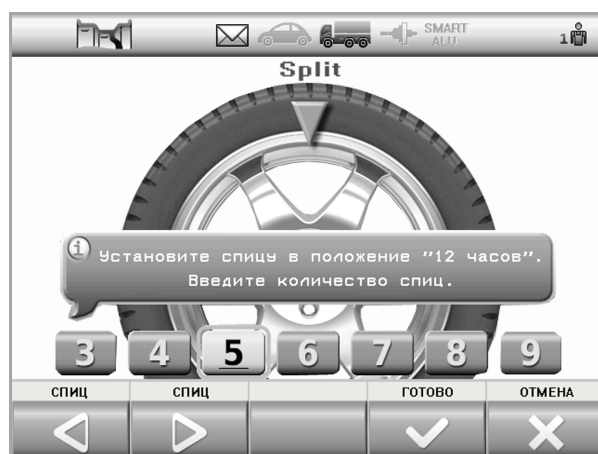 SMART
ALU
1
Split
Установите спицу в положение "12 часов".
Введите количество спиц.
3 4 5 6 7 8 9
СПИЦ СПИЦ ГОТОВО ОТМЕНА